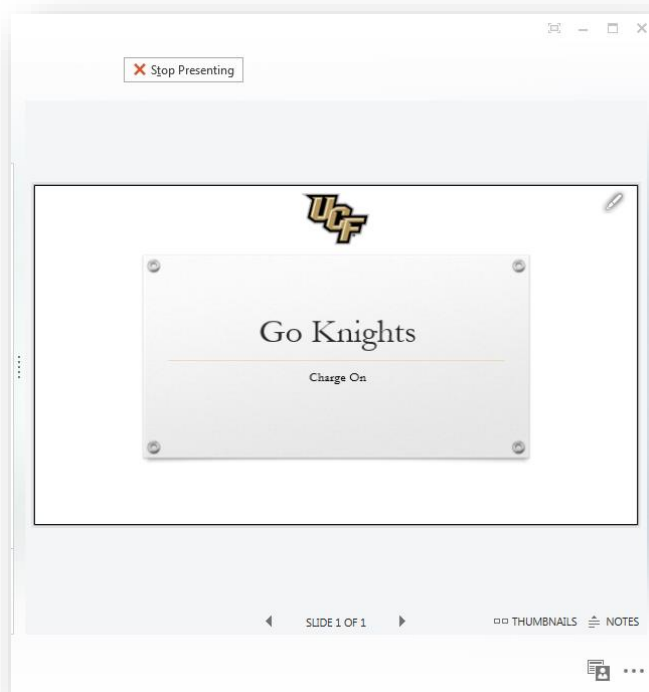 Stop Presenting
UCF
Go Knights
Charge On
SLIDE 1 OF 1
THUMBNAILS
NOTES